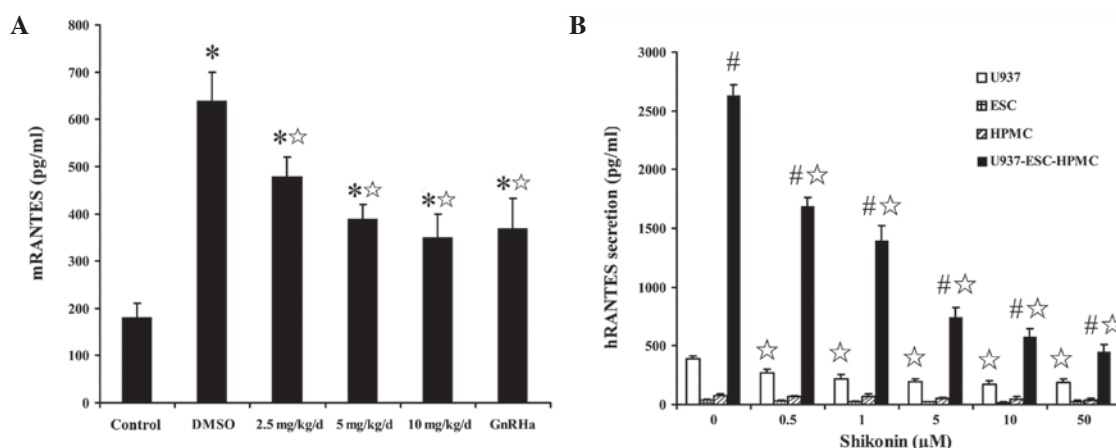 A
mRANTES (pg/ml)
800
700
600
500
400
300
200
100
0
*
*☆
*☆
*☆
*☆
Control DMSO 2.5 mg/kg/d 5 mg/kg/d 10 mg/kg/d GnRHa
B
hRANTES secretion (pg/ml)
3000
2500
2000
1500
1000
500
0
U937
ESC
HPMC
U937-ESC-HPMC
#
#☆
#☆
#☆
#☆
#☆
☆ ☆ ☆ ☆ ☆
0 0.5 1 5 10 50
Shikonin (µM)